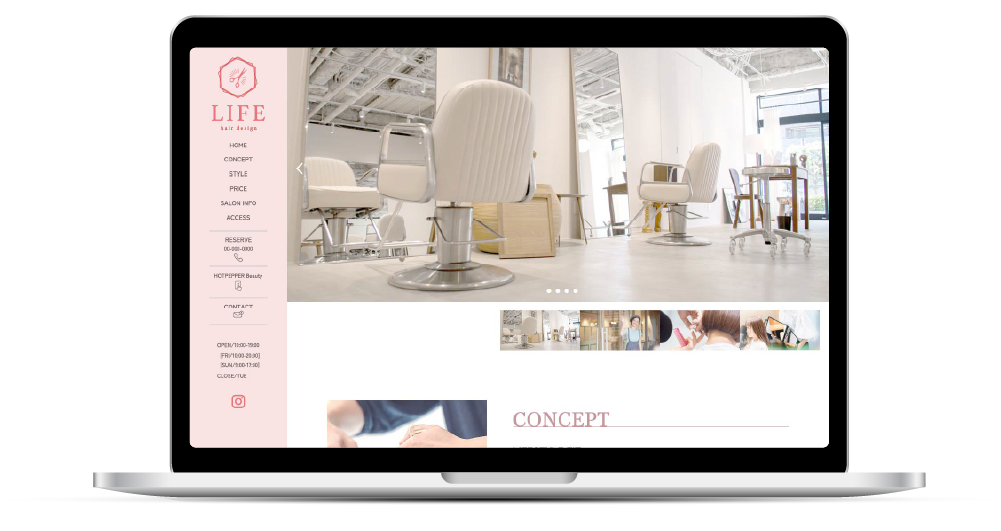 LIFE
hair design
HOME
CONCEPT
STYLE
PRICE
SALON INFO
ACCESS
RESERVE
00-000-0000
HOTPEPPER Beauty
CONTACT
OPEN/11:00-19:00
[FRI/10:00-20:00]
[SUN/9:00-17:30]
CLOSE/TUE
CONCEPT